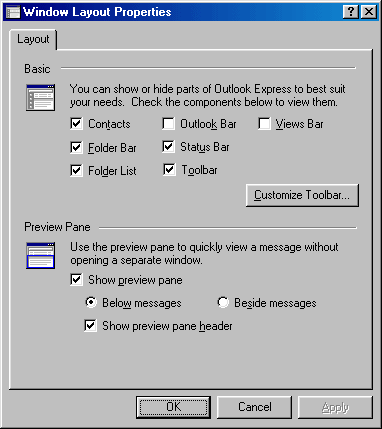 Window Layout Properties
Layout
Basic
You can show or hide parts of Outlook Express to best suit
your needs.  Check the components below to view them.
Contacts Outlook Bar Views Bar
Folder Bar Status Bar
Folder List Toolbar
Customize Toolbar...
Preview Pane
Use the preview pane to quickly view a message without
opening a separate window.
Show preview pane
Below messages Beside messages
Show preview pane header
OK Cancel Apply